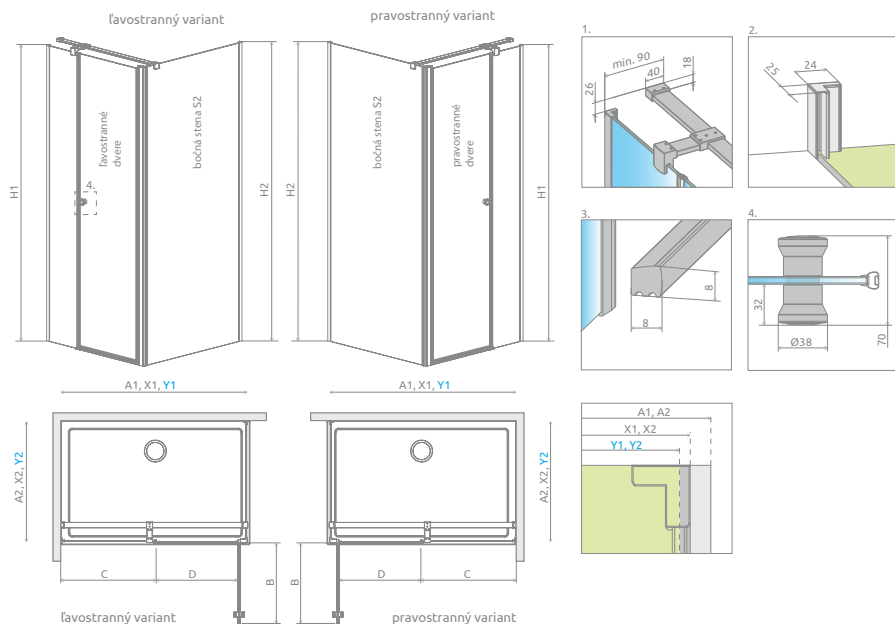 ľavostranný variant
pravostranný variant
H1
ľavostranné
dvere
4.
bočná stena S2
H2
H2
bočná stena S2
pravostranné
dvere
H1
1.
min. 90
40
18
26
2.
24
25
3.
8
8
4.
32
Ø38
70
A1, X1, Y1
A1, X1, Y1
A2, X2, Y2
C
D
B
B
D
C
A2, X2, Y2
ľavostranný variant
pravostranný variant
A1, A2
X1, X2
Y1, Y2